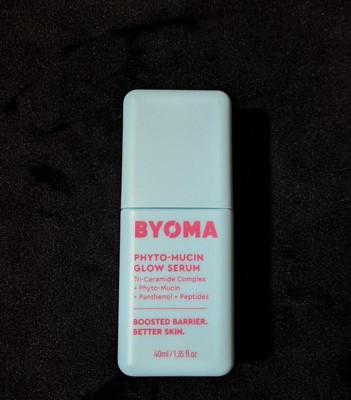 BYOMA
PHYTO-MUCIN
GLOW SERUM
Tri-Ceramide Complex
+ Phyto-Mucin
+ Panthenol + Peptides
BOOSTED BARRIER.
BETTER SKIN.
40ml/1.35 fl oz